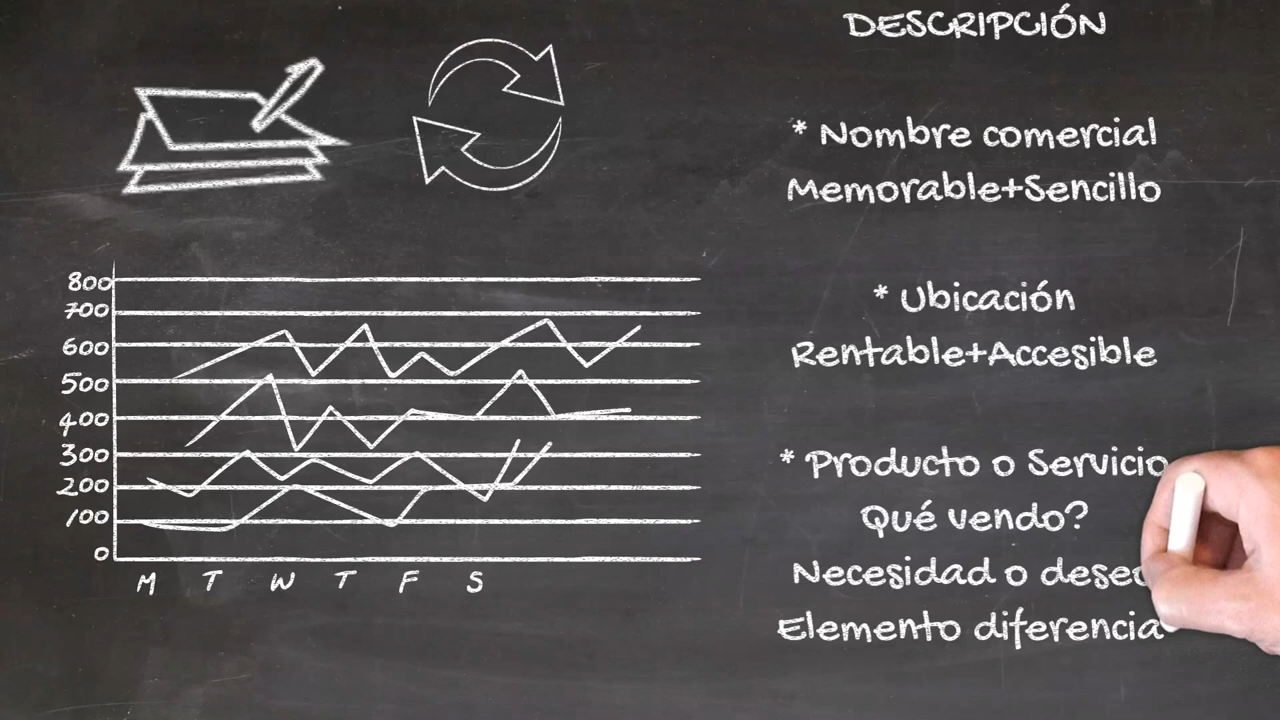 DESCRIPCIÓN
* Nombre comercial
Memorable+Sencillo
* Ubicación
Rentable+Accesible
* Producto o Servicio
Qué vendo?
Necesidad o deseo
Elemento diferencia
800
700
600
500
400
300
200
100
0
M T W T F S